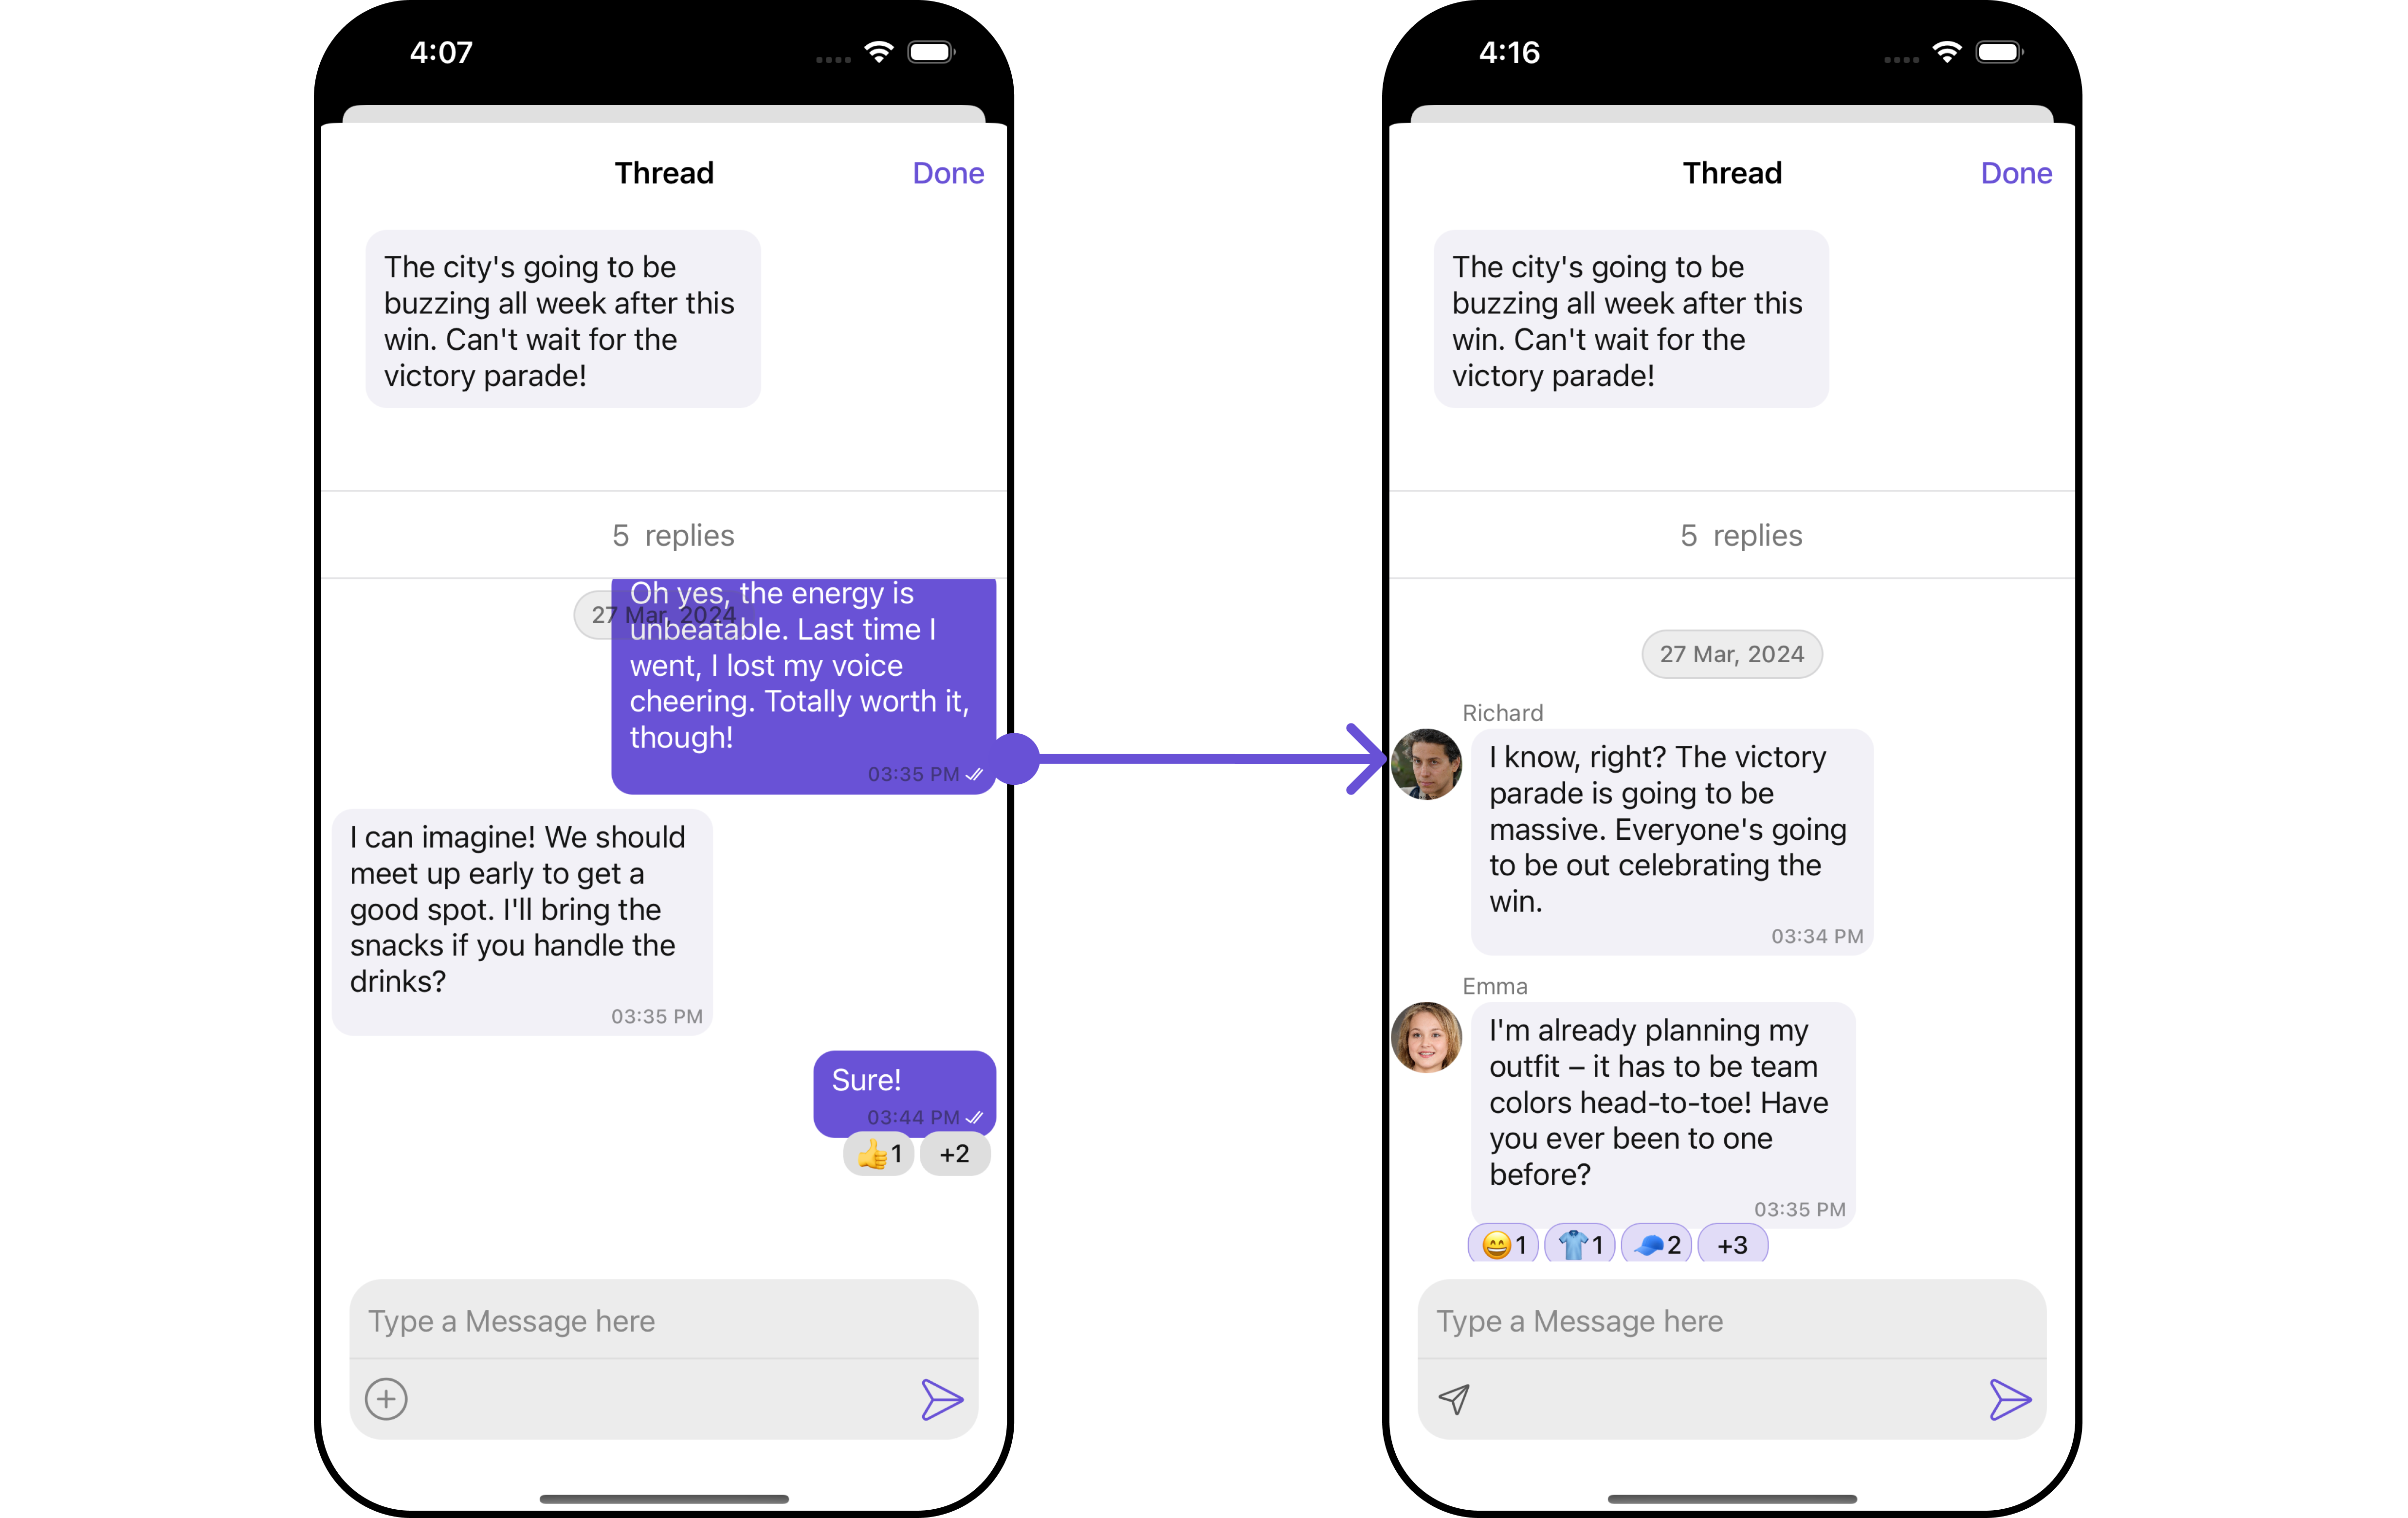 4:07
Thread
Done
The city's going to be
buzzing all week after this
win. Can't wait for the
victory parade!
5 replies
27 Mar, 2024
Oh yes, the energy is
unbeatable. Last time I
went, I lost my voice
cheering. Totally worth it,
though!
03:35 PM
I can imagine! We should
meet up early to get a
good spot. I'll bring the
snacks if you handle the
drinks?
03:35 PM
Sure!
03:44 PM
👍1 +2
Type a Message here
4:16
Thread
Done
The city's going to be
buzzing all week after this
win. Can't wait for the
victory parade!
5 replies
27 Mar, 2024
Richard
I know, right? The victory
parade is going to be
massive. Everyone's going
to be out celebrating the
win.
03:34 PM
Emma
I'm already planning my
outfit – it has to be team
colors head-to-toe! Have
you ever been to one
before?
03:35 PM
😄1 👕1 🧢2 +3
Type a Message here